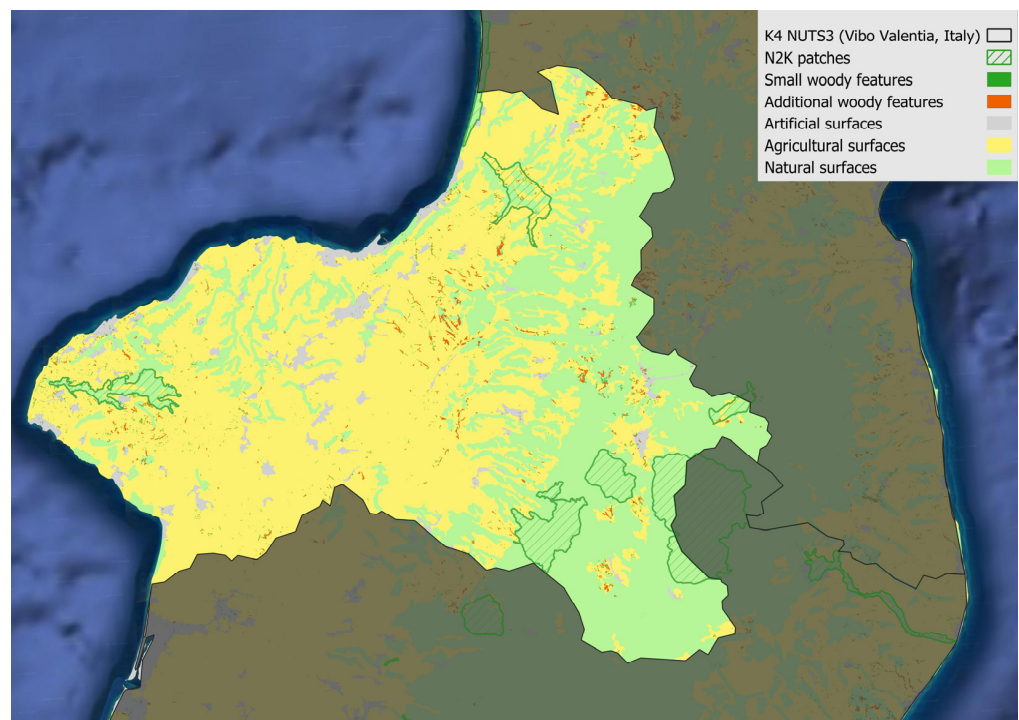 K4 NUTS3 (Vibo Valentia, Italy)
N2K patches
Small woody features
Additional woody features
Artificial surfaces
Agricultural surfaces
Natural surfaces